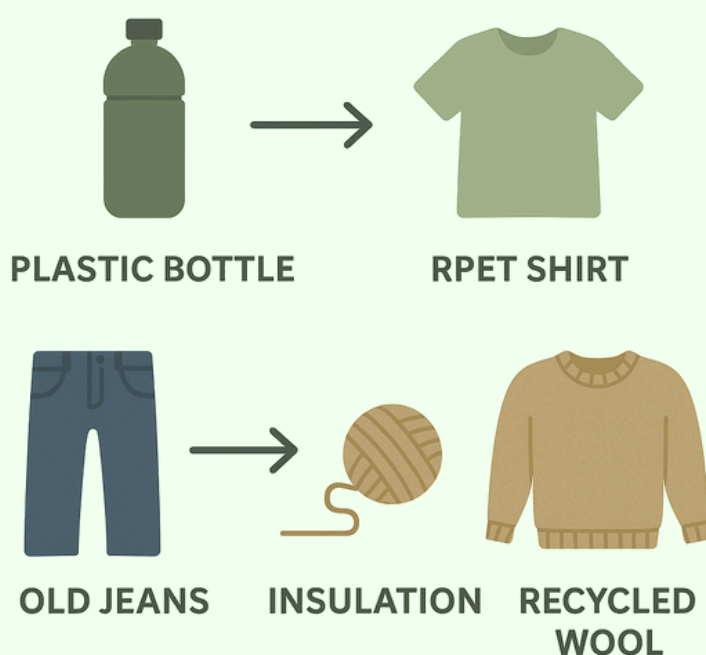 PLASTIC BOTTLE
RPET SHIRT
OLD JEANS
INSULATION
RECYCLED
WOOL